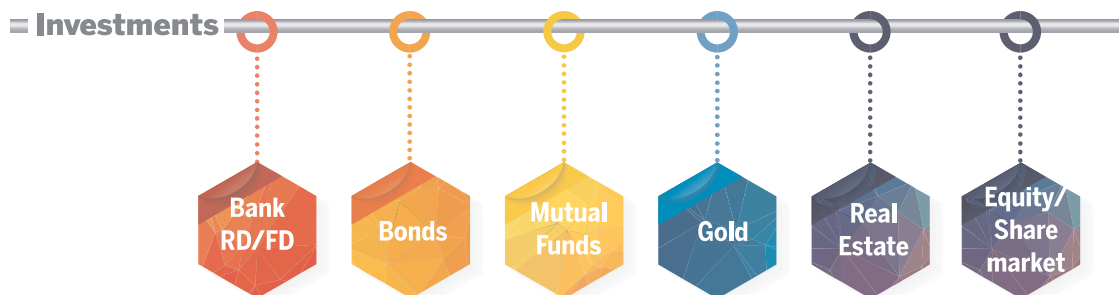 Investments
Bank
RD/FD
Bonds
Mutual
Funds
Gold
Real
Estate
Equity/
Share
market